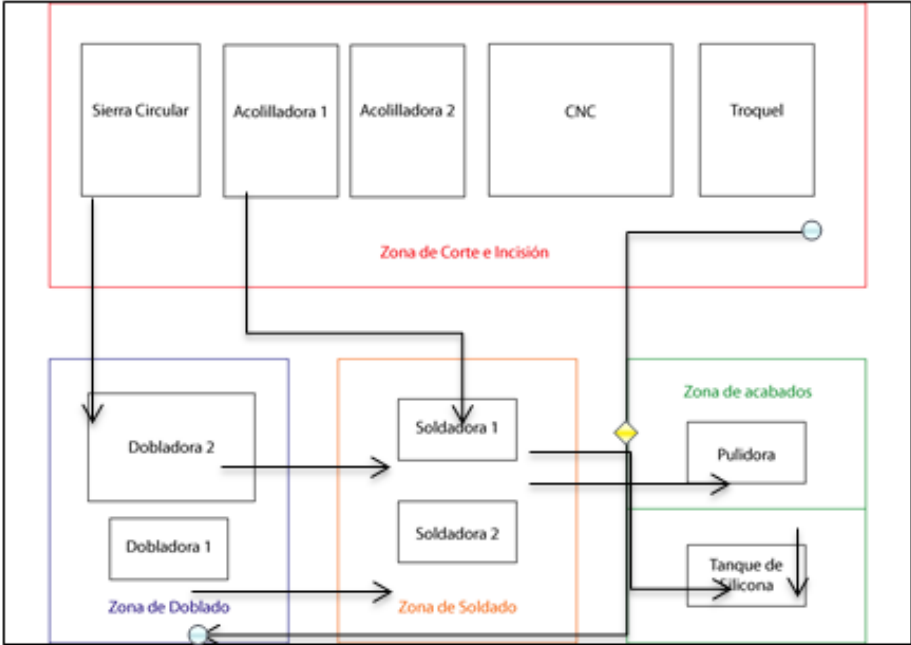 Sierra Circular
Acolilladora 1
Acolilladora 2
CNC
Troquel
Zona de Corte e Incisión
Dobladora 2
Dobladora 1
Zona de Doblado
Soldadora 1
Soldadora 2
Zona de Soldado
Zona de acabados
Pulidora
Tanque de
Silicona